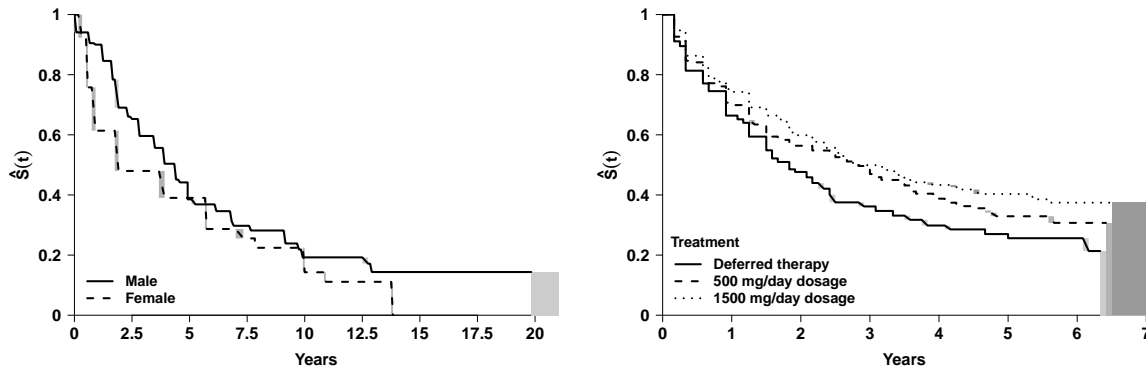 1
0.8
0.6
0.4
0.2
0
Ŝ(t)
Male
Female
0 2.5 5 7.5 10 12.5 15 17.5 20
Years
1
0.8
0.6
0.4
0.2
0
Ŝ(t)
Treatment
Deferred therapy
500 mg/day dosage
1500 mg/day dosage
0 1 2 3 4 5 6 7
Years